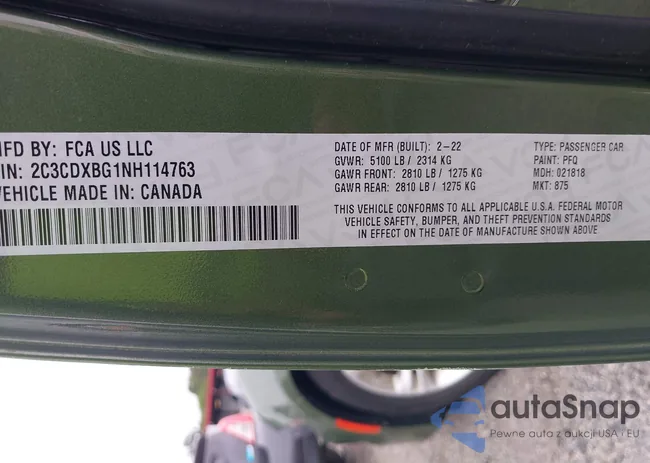 MFD BY: FCA US LLC
VIN: 2C3CDXBG1NH114763
VEHICLE MADE IN: CANADA
DATE OF MFR (BUILT): 2-22
GVWR: 5100 LB / 2314 KG
GAWR FRONT: 2810 LB / 1275 KG
GAWR REAR: 2810 LB / 1275 KG
TYPE: PASSENGER CAR
PAINT: PFQ
MDH: 021818
MKT: 875
THIS VEHICLE CONFORMS TO ALL APPLICABLE U.S.A. FEDERAL MOTOR
VEHICLE SAFETY, BUMPER, AND THEFT PREVENTION STANDARDS
IN EFFECT ON THE DATE OF MANUFACTURE SHOWN ABOVE
autoSnap
Pewne auta z aukcji USA i EU